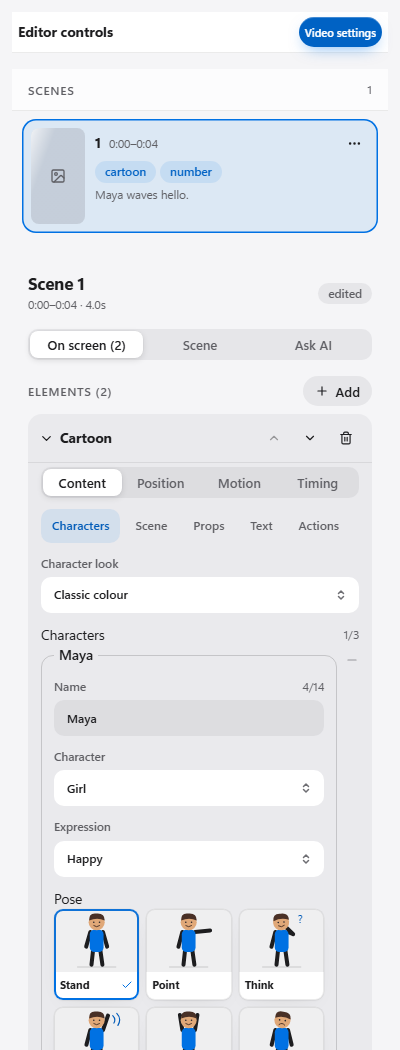 Editor controls
Video settings
SCENES
1
1 0:00–0:04
cartoon number
Maya waves hello.
Scene 1
0:00–0:04 · 4.0s
edited
On screen (2) Scene Ask AI
ELEMENTS (2)
Add
Cartoon
Content Position Motion Timing
Characters Scene Props Text Actions
Character look
Classic colour
Characters
1/3
Maya
Name
4/14
Maya
Character
Girl
Expression
Happy
Pose
?
Stand Point Think